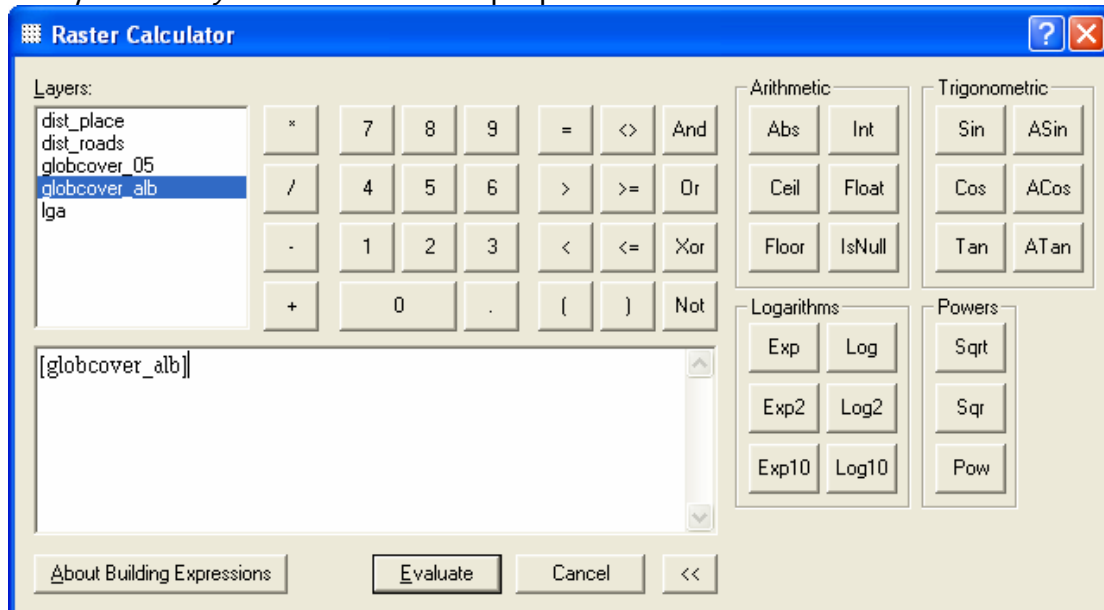 Raster Calculator
Layers:
dist_place
dist_roads
globcover_05
globcover_alb
lga
* 7 8 9 = <> And
/ 4 5 6 > >= Or
- 1 2 3 < <= Xor
+ 0 . ( ) Not
Arithmetic
Abs Int
Ceil Float
Floor IsNull
Trigonometric
Sin ASin
Cos ACos
Tan ATan
Logarithms
Exp Log
Exp2 Log2
Exp10 Log10
Powers
Sqrt
Sqr
Pow
[globcover_alb]
About Building Expressions Evaluate Cancel <<